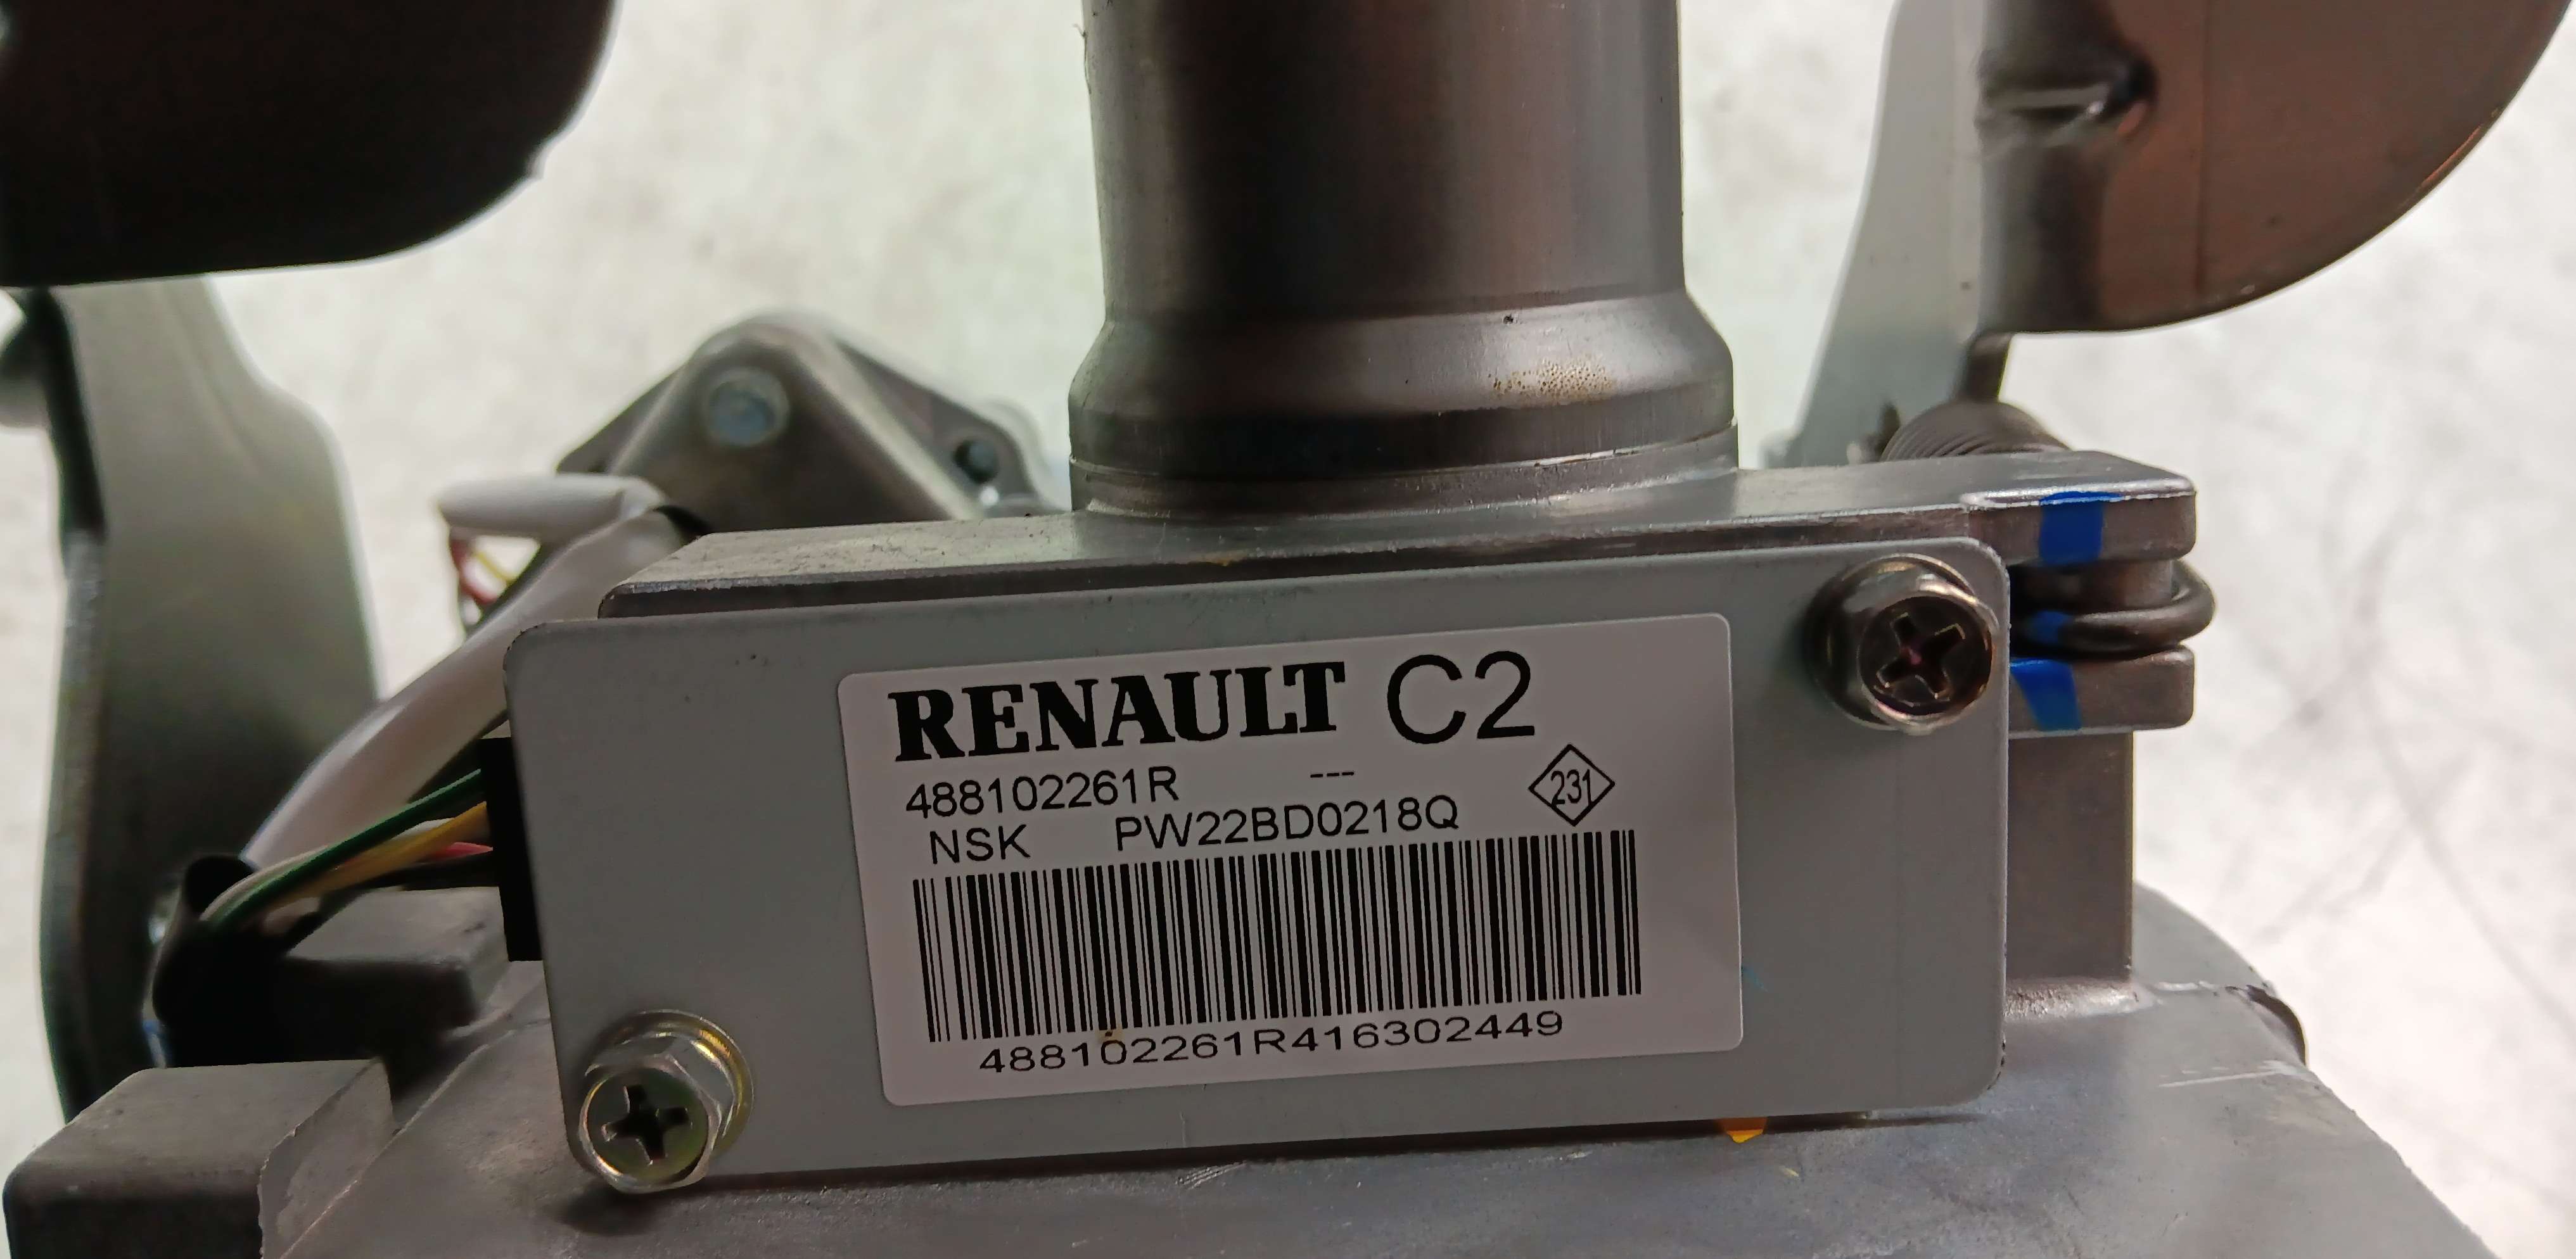 RENAULT C2
488102261R --- 231
NSK PW22BD0218Q
488102261R416302449